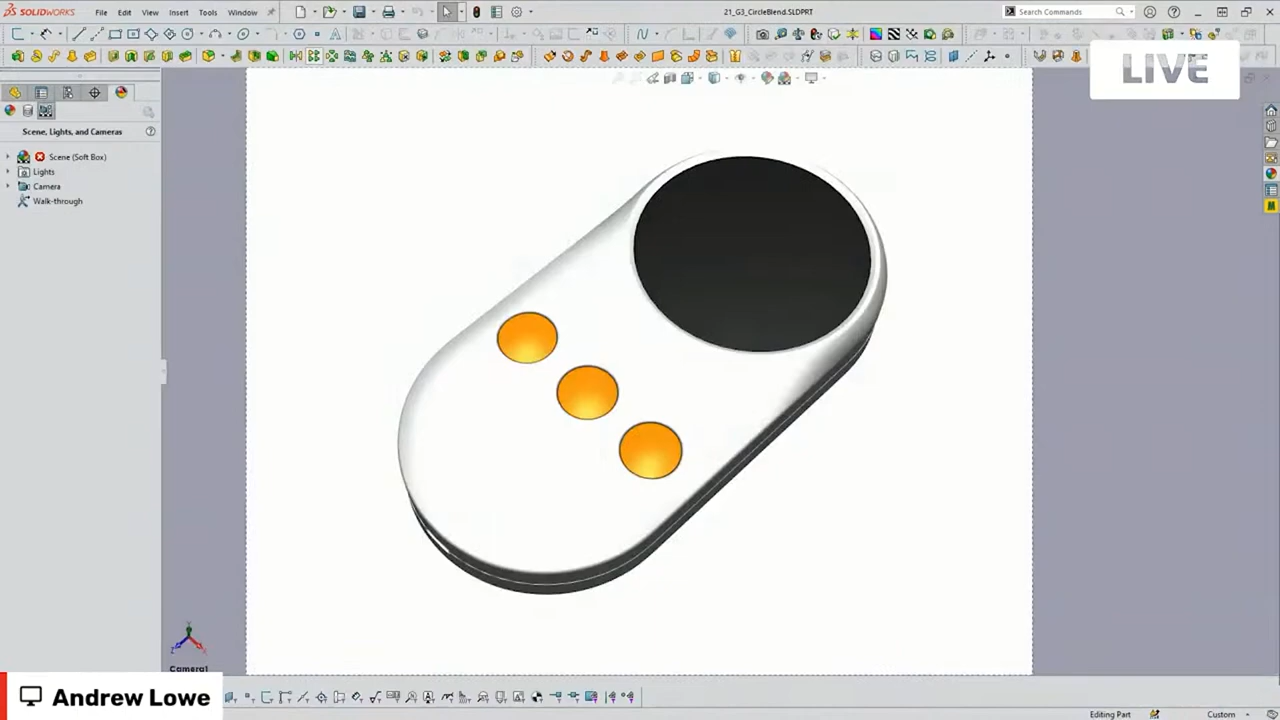 SOLIDWORKS File Edit View Insert Tools Window 21_G3_CircleBlend.SLDPRT Search Commands
LIVE
Scene, Lights, and Cameras
Scene (Soft Box)
Lights
Camera
Walk-through
Camera1
Andrew Lowe
Editing Part Custom